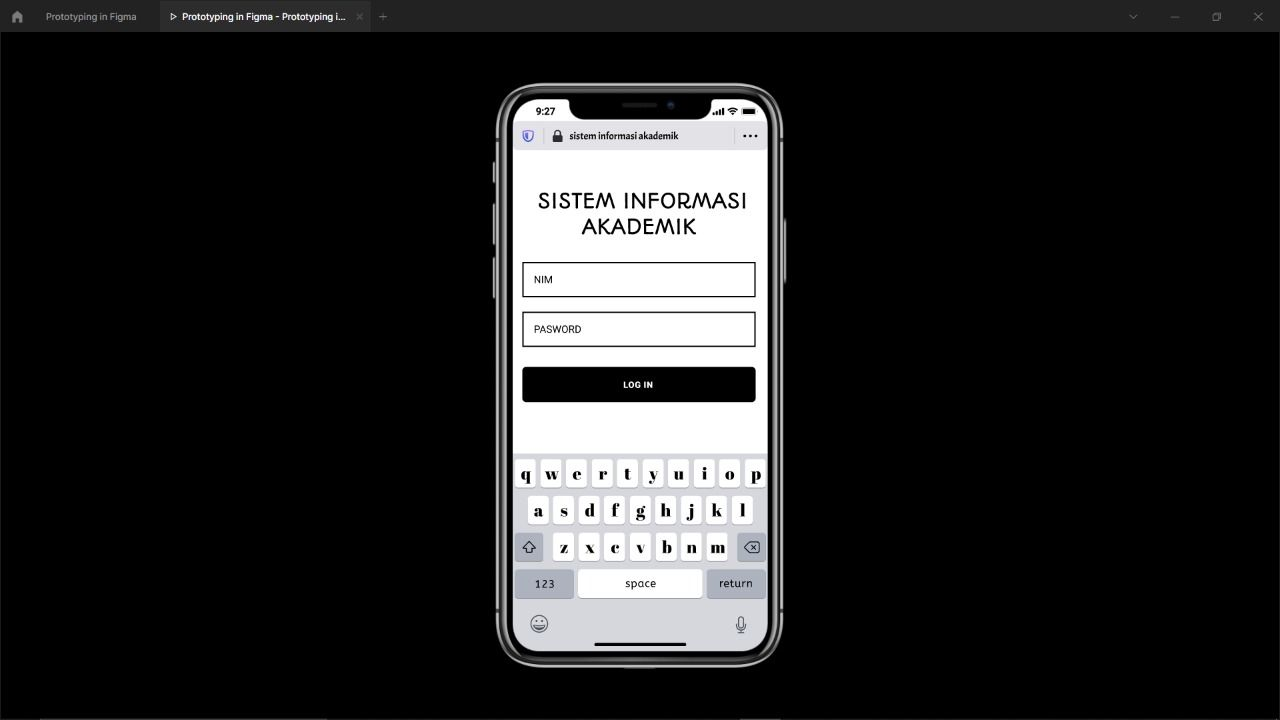 Prototyping in Figma
Prototyping in Figma - Prototyping i...
9:27
sistem informasi akademik
SISTEM INFORMASI
AKADEMIK
NIM
PASWORD
LOG IN
q w e r t y u i o p
a s d f g h j k l
z x c v b n m
123 space return